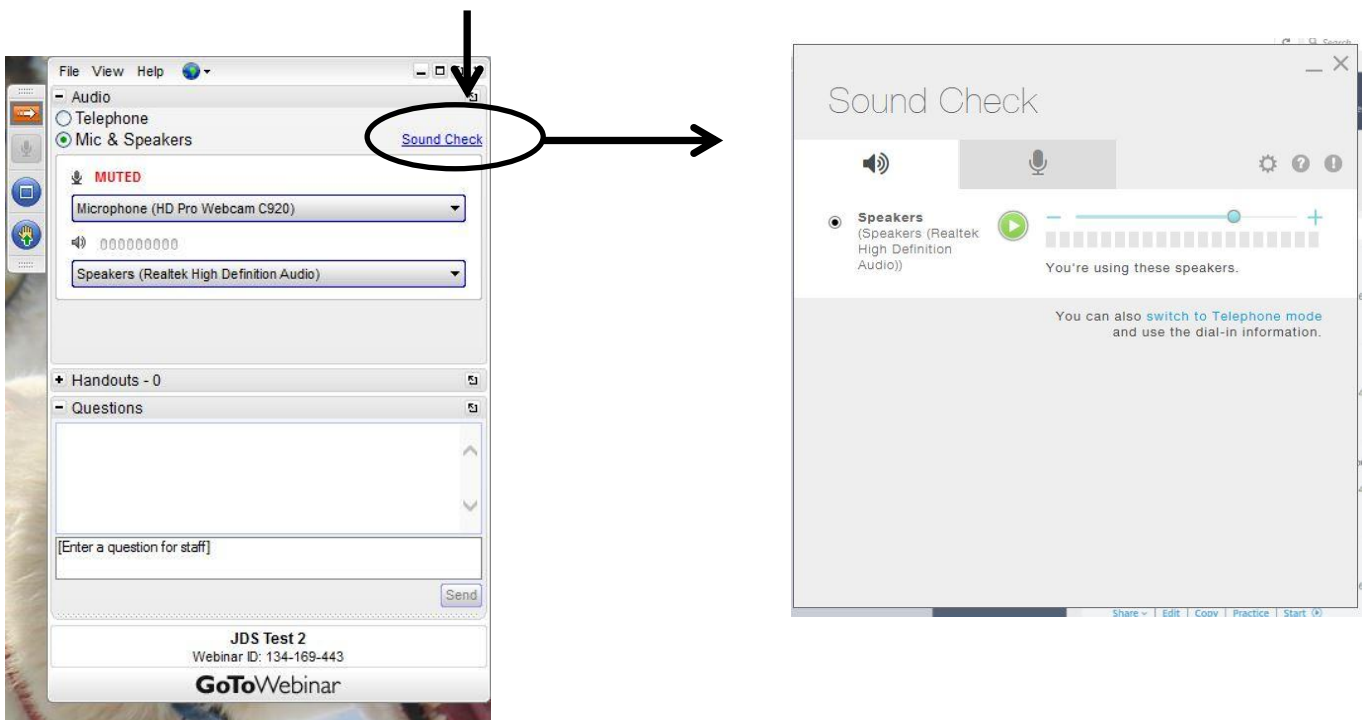 File View Help
- Audio
Telephone
Mic & Speakers Sound Check
MUTED
Microphone (HD Pro Webcam C920)
000000000
Speakers (Realtek High Definition Audio)
+ Handouts - 0
- Questions
[Enter a question for staff]
Send
JDS Test 2
Webinar ID: 134-169-443
GoToWebinar
Search
Sound Check
Speakers
(Speakers (Realtek
High Definition
Audio))
You're using these speakers.
You can also switch to Telephone mode
and use the dial-in information.
Share | Edit | Copy | Practice | Start